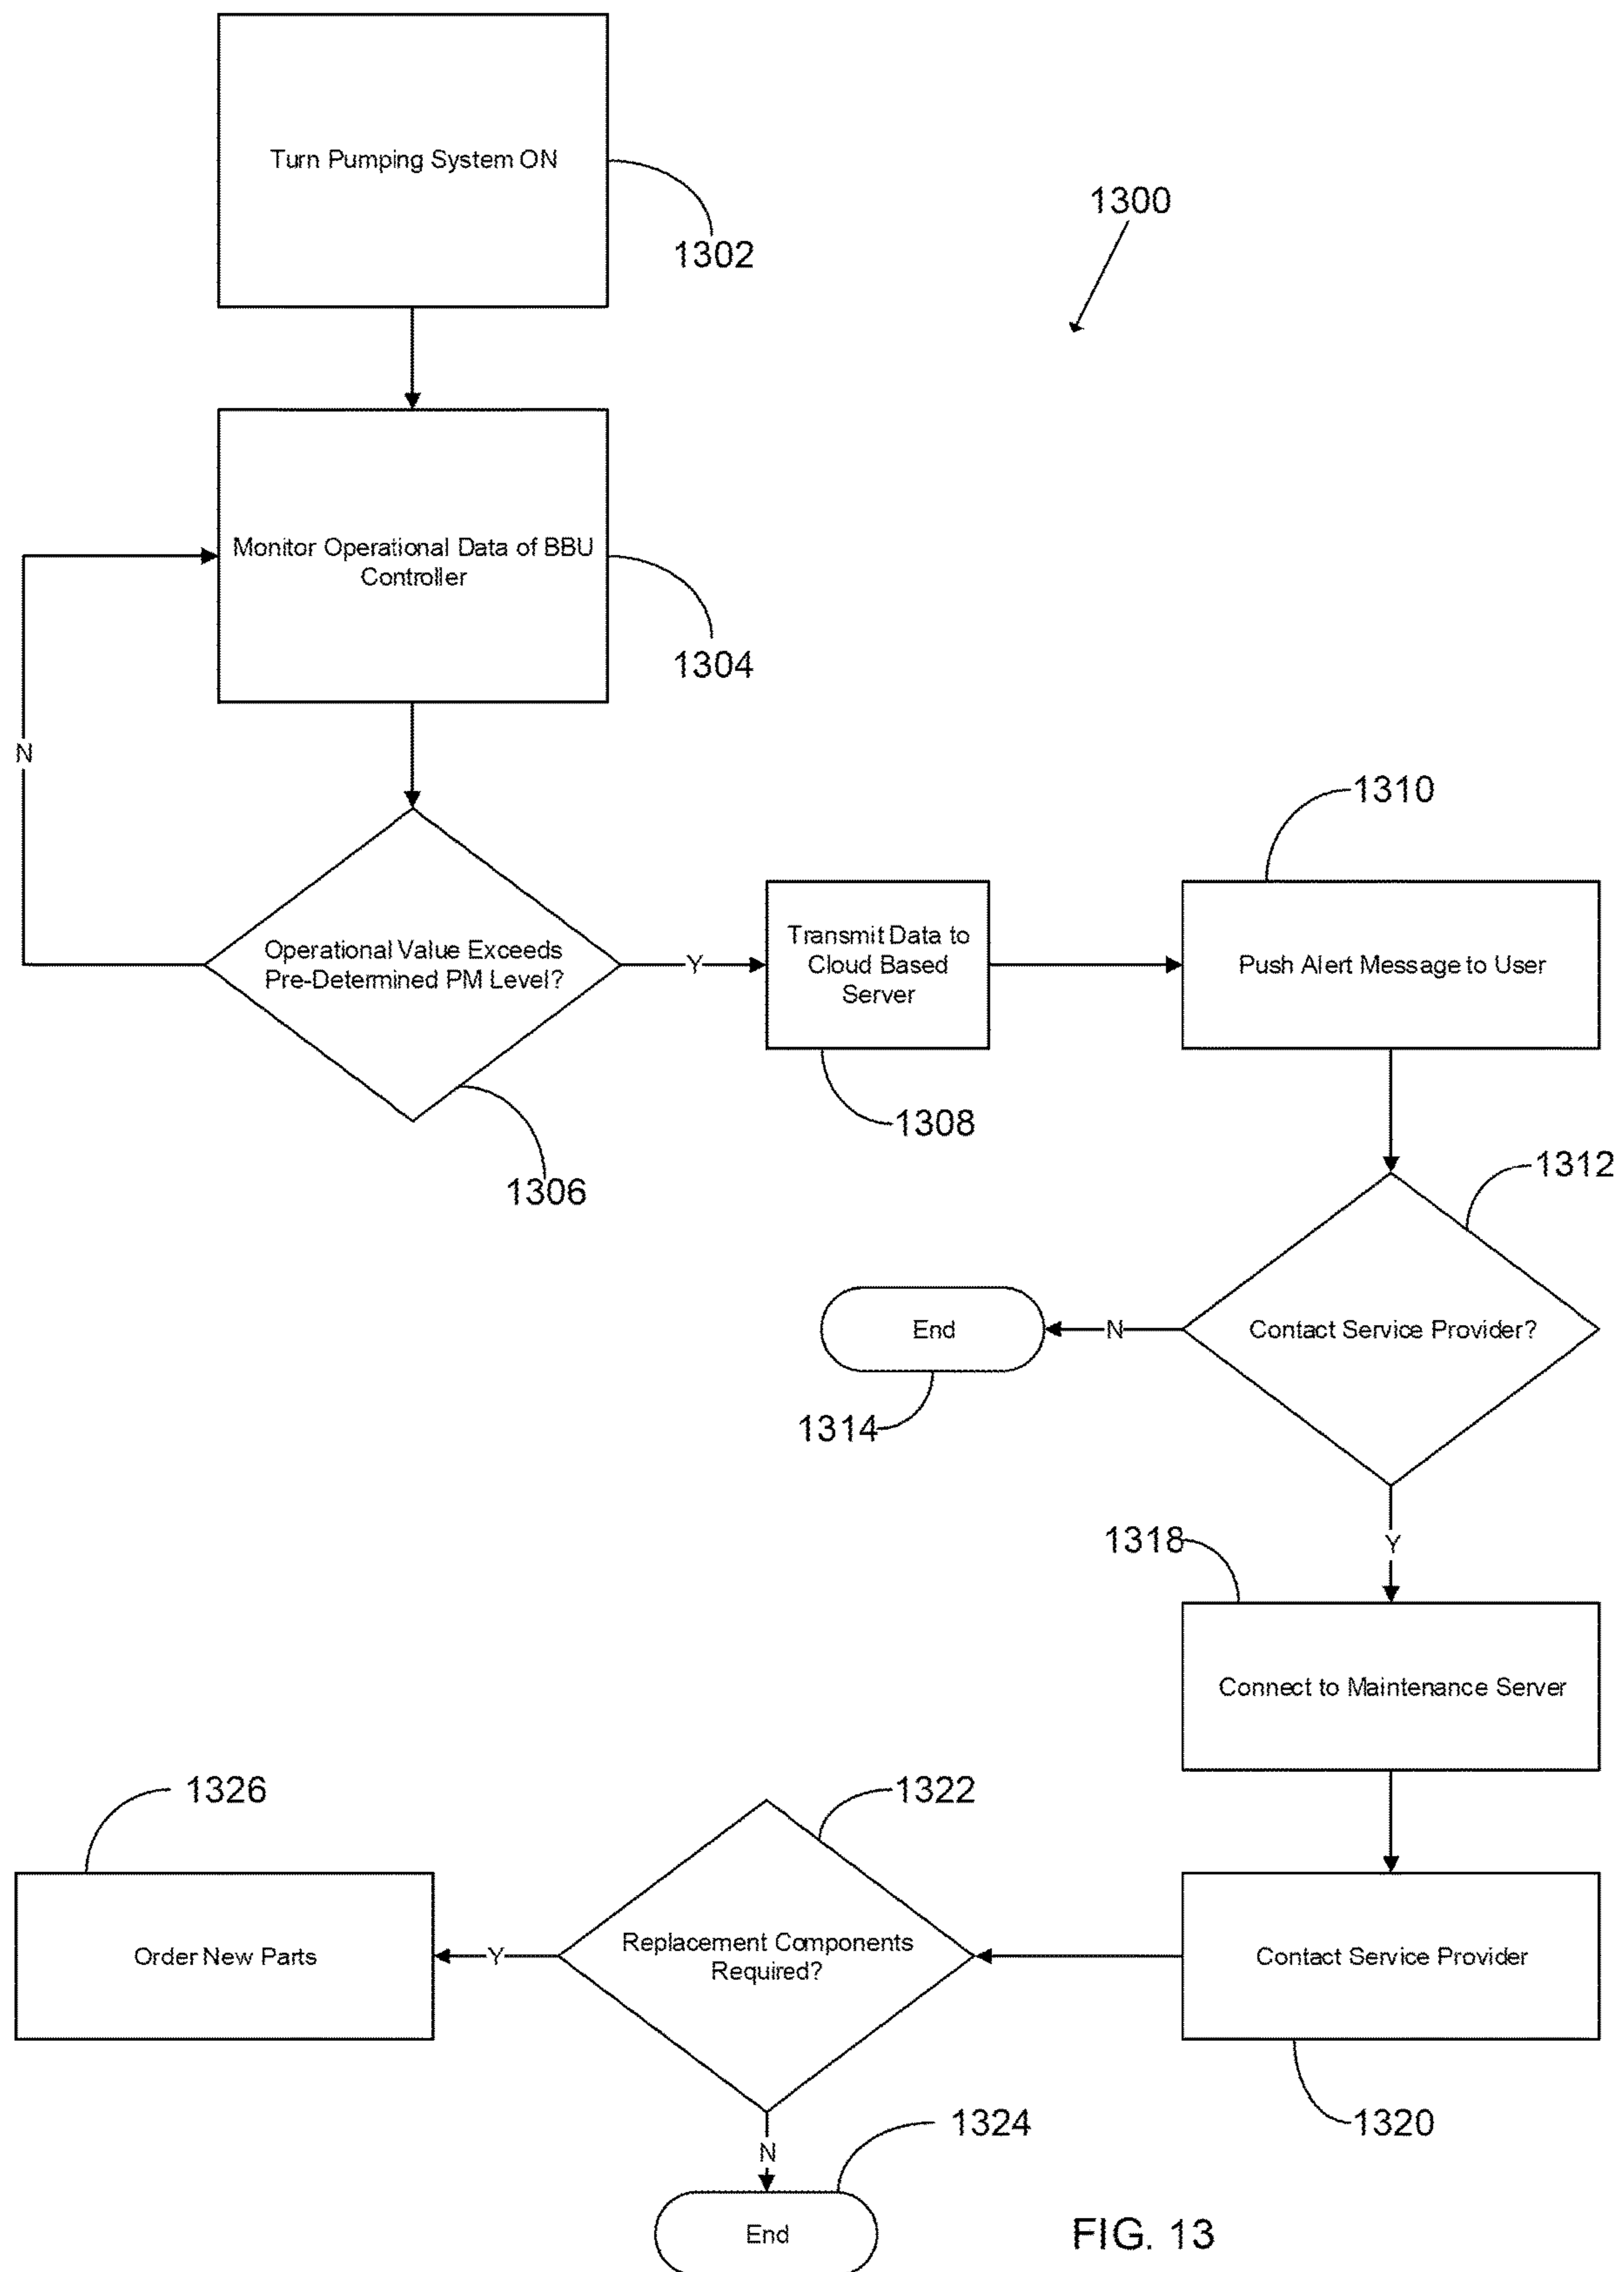 Turn Pumping System ON
1302
1300
Monitor Operational Data of BBU
Controller
1304
N
Operational Value Exceeds
Pre-Determined PM Level?
1306
Y
Transmit Data to
Cloud Based
Server
1308
1310
Push Alert Message to User
1312
Contact Service Provider?
N
End
1314
Y
1318
Connect to Maintenance Server
Contact Service Provider
1320
1322
Replacement Components
Required?
Y
1326
Order New Parts
N
1324
End
FIG. 13